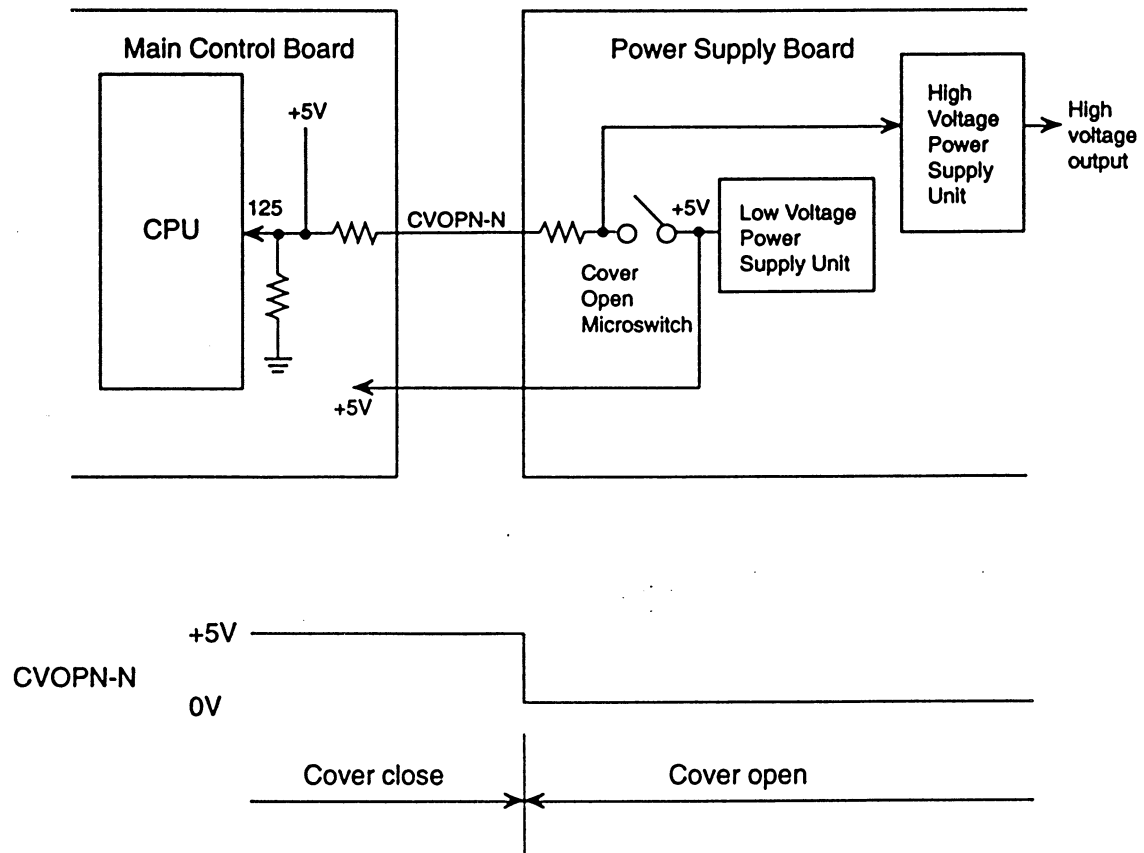 Main Control Board
Power Supply Board
High
Voltage
Power
Supply
Unit
High
voltage
output
+5V
CPU
125
CVOPN-N
+5V
Low Voltage
Power
Supply Unit
Cover
Open
Microswitch
+5V
+5V
CVOPN-N
0V
Cover close
Cover open